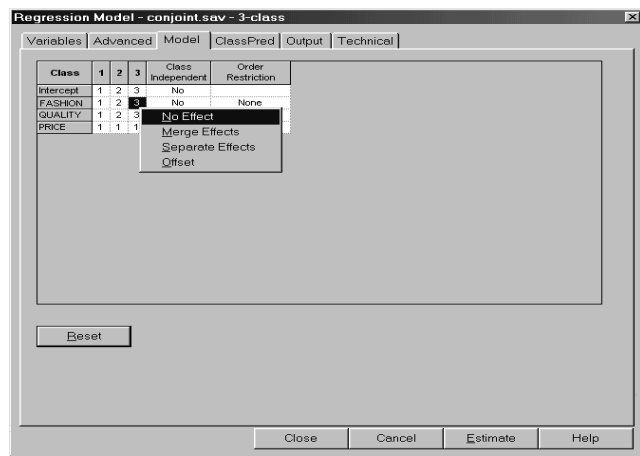 Regression Model - conjoint.sav - 3-class
Variables Advanced Model ClassPred Output Technical
Class 1 2 3 Class Independent Order Restriction
Intercept 1 2 3 No
FASHION 1 2 3 No None
QUALITY 1 2 3
PRICE 1 1 1
No Effect
Merge Effects
Separate Effects
Offset
Reset
Close Cancel Estimate Help